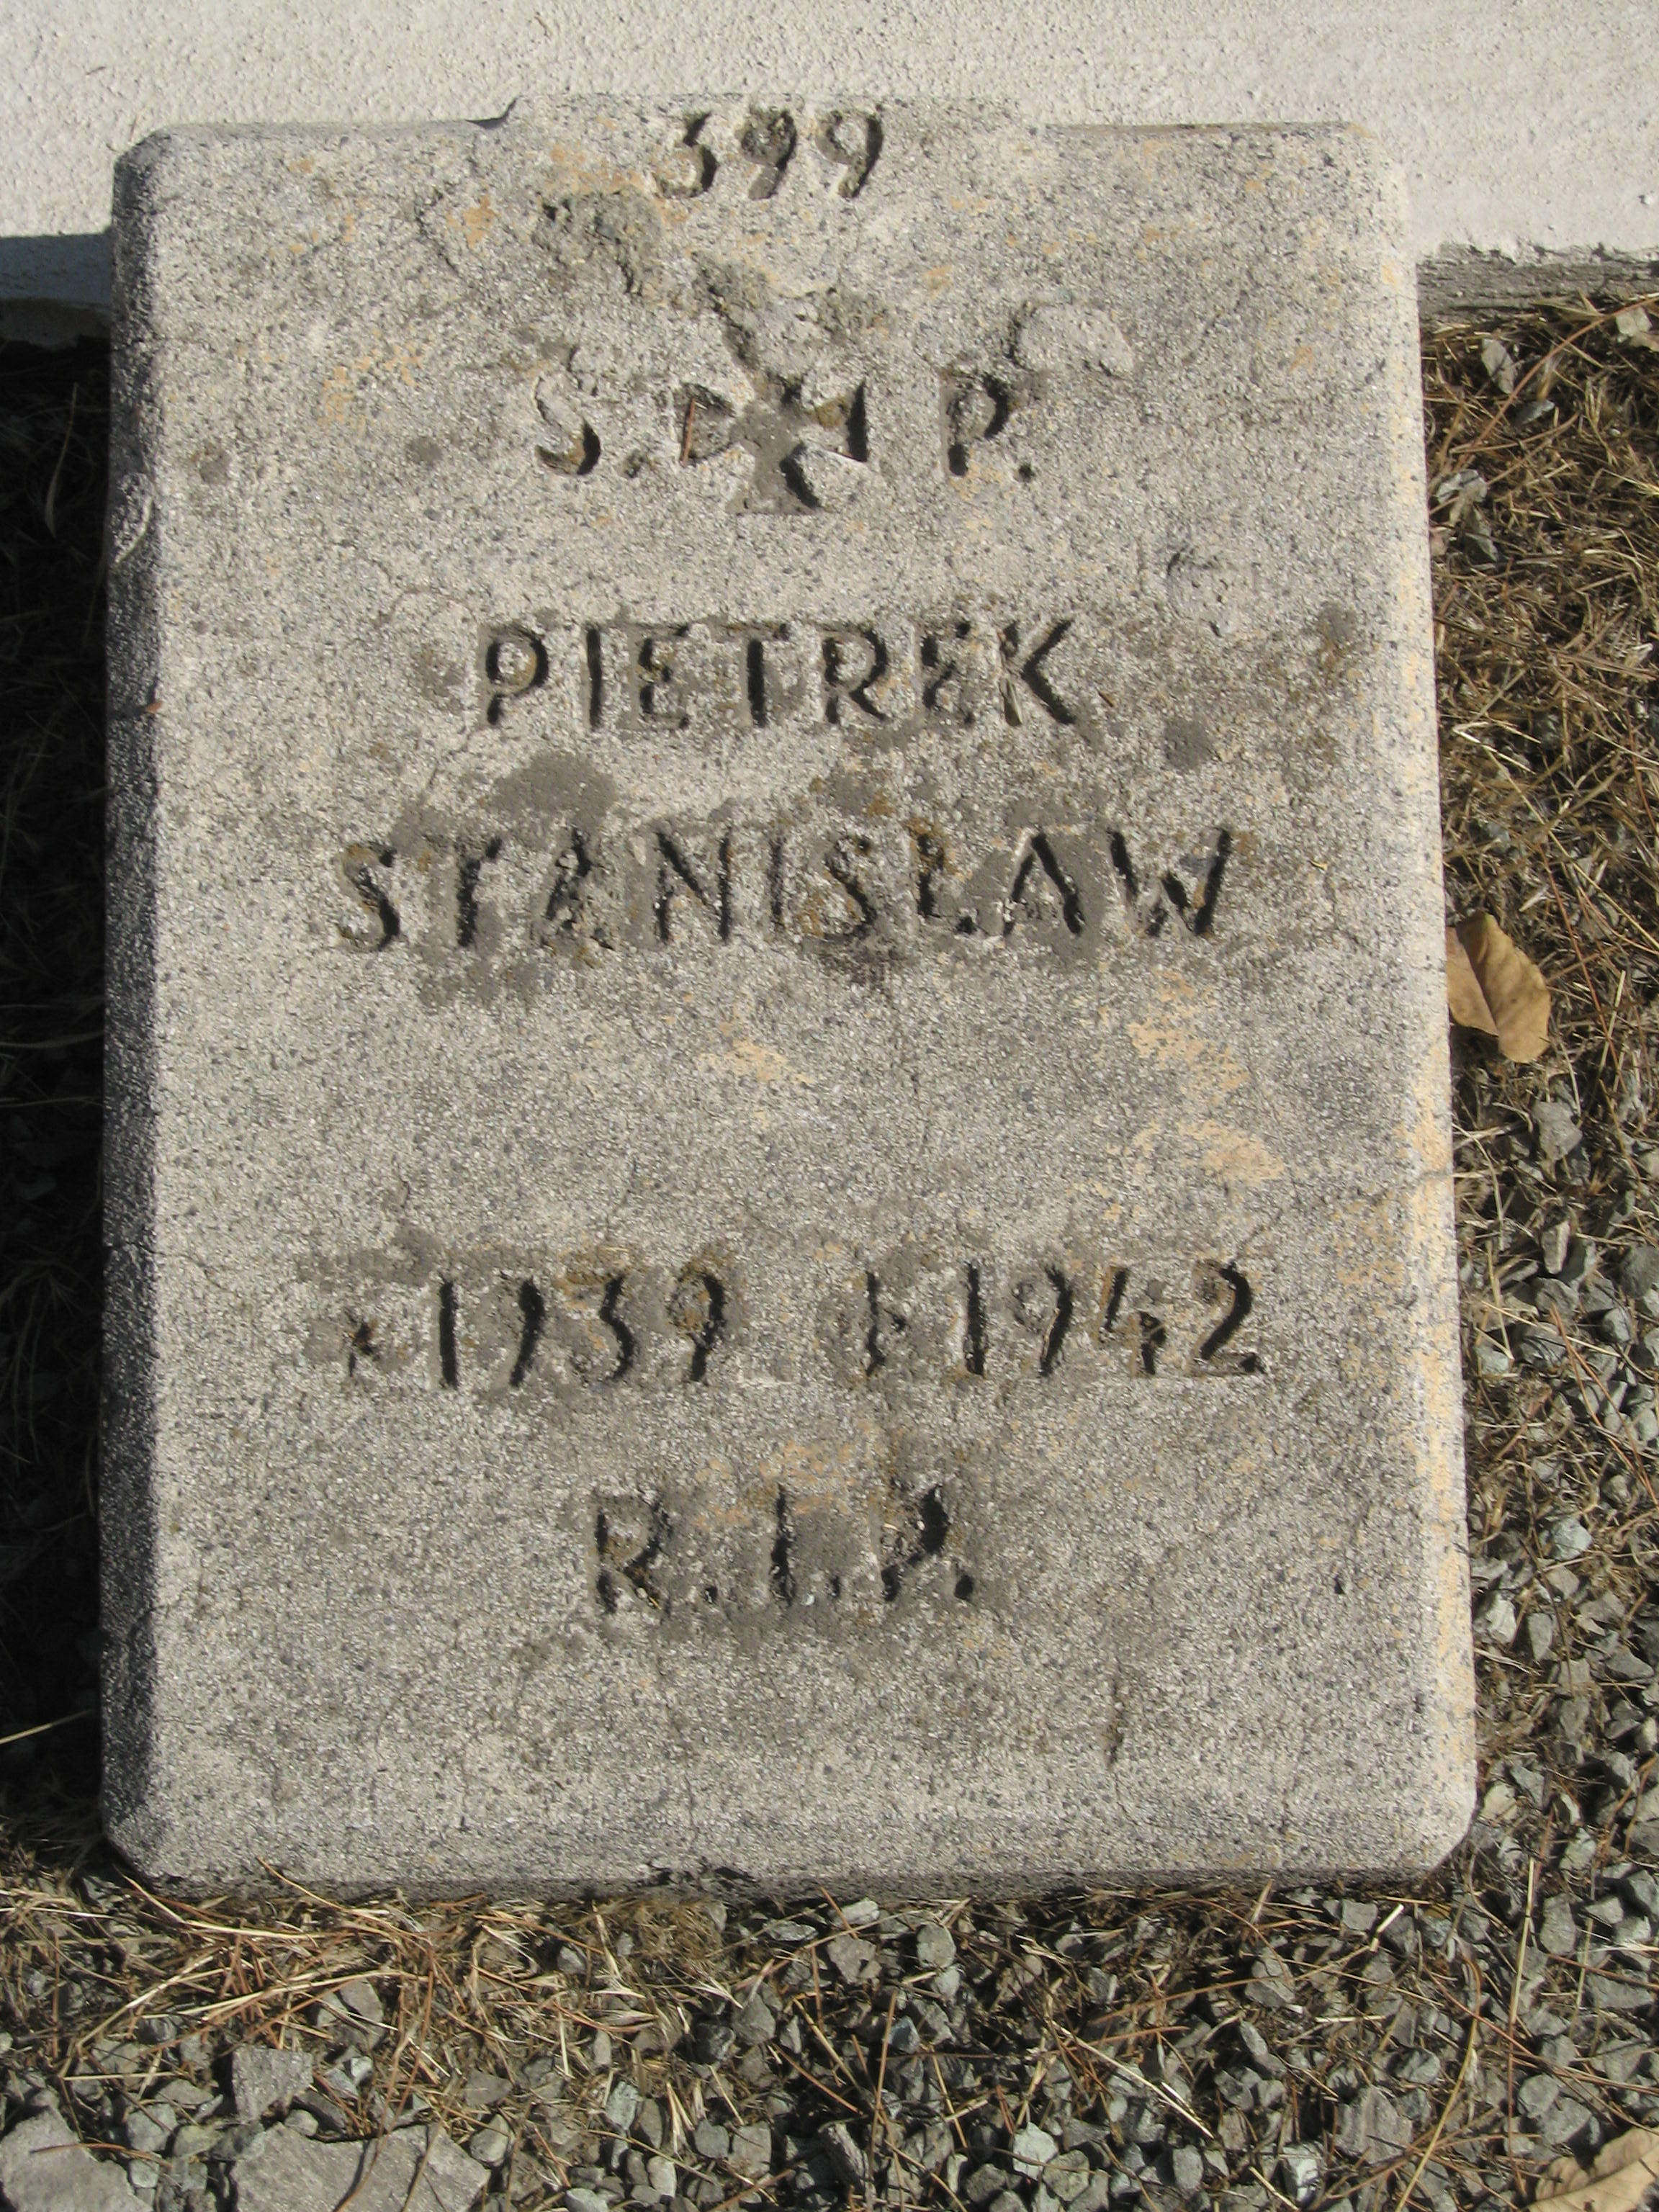 399
S. P.
PIETREK
STANISŁAW
*1939 †1942
R.I.P.